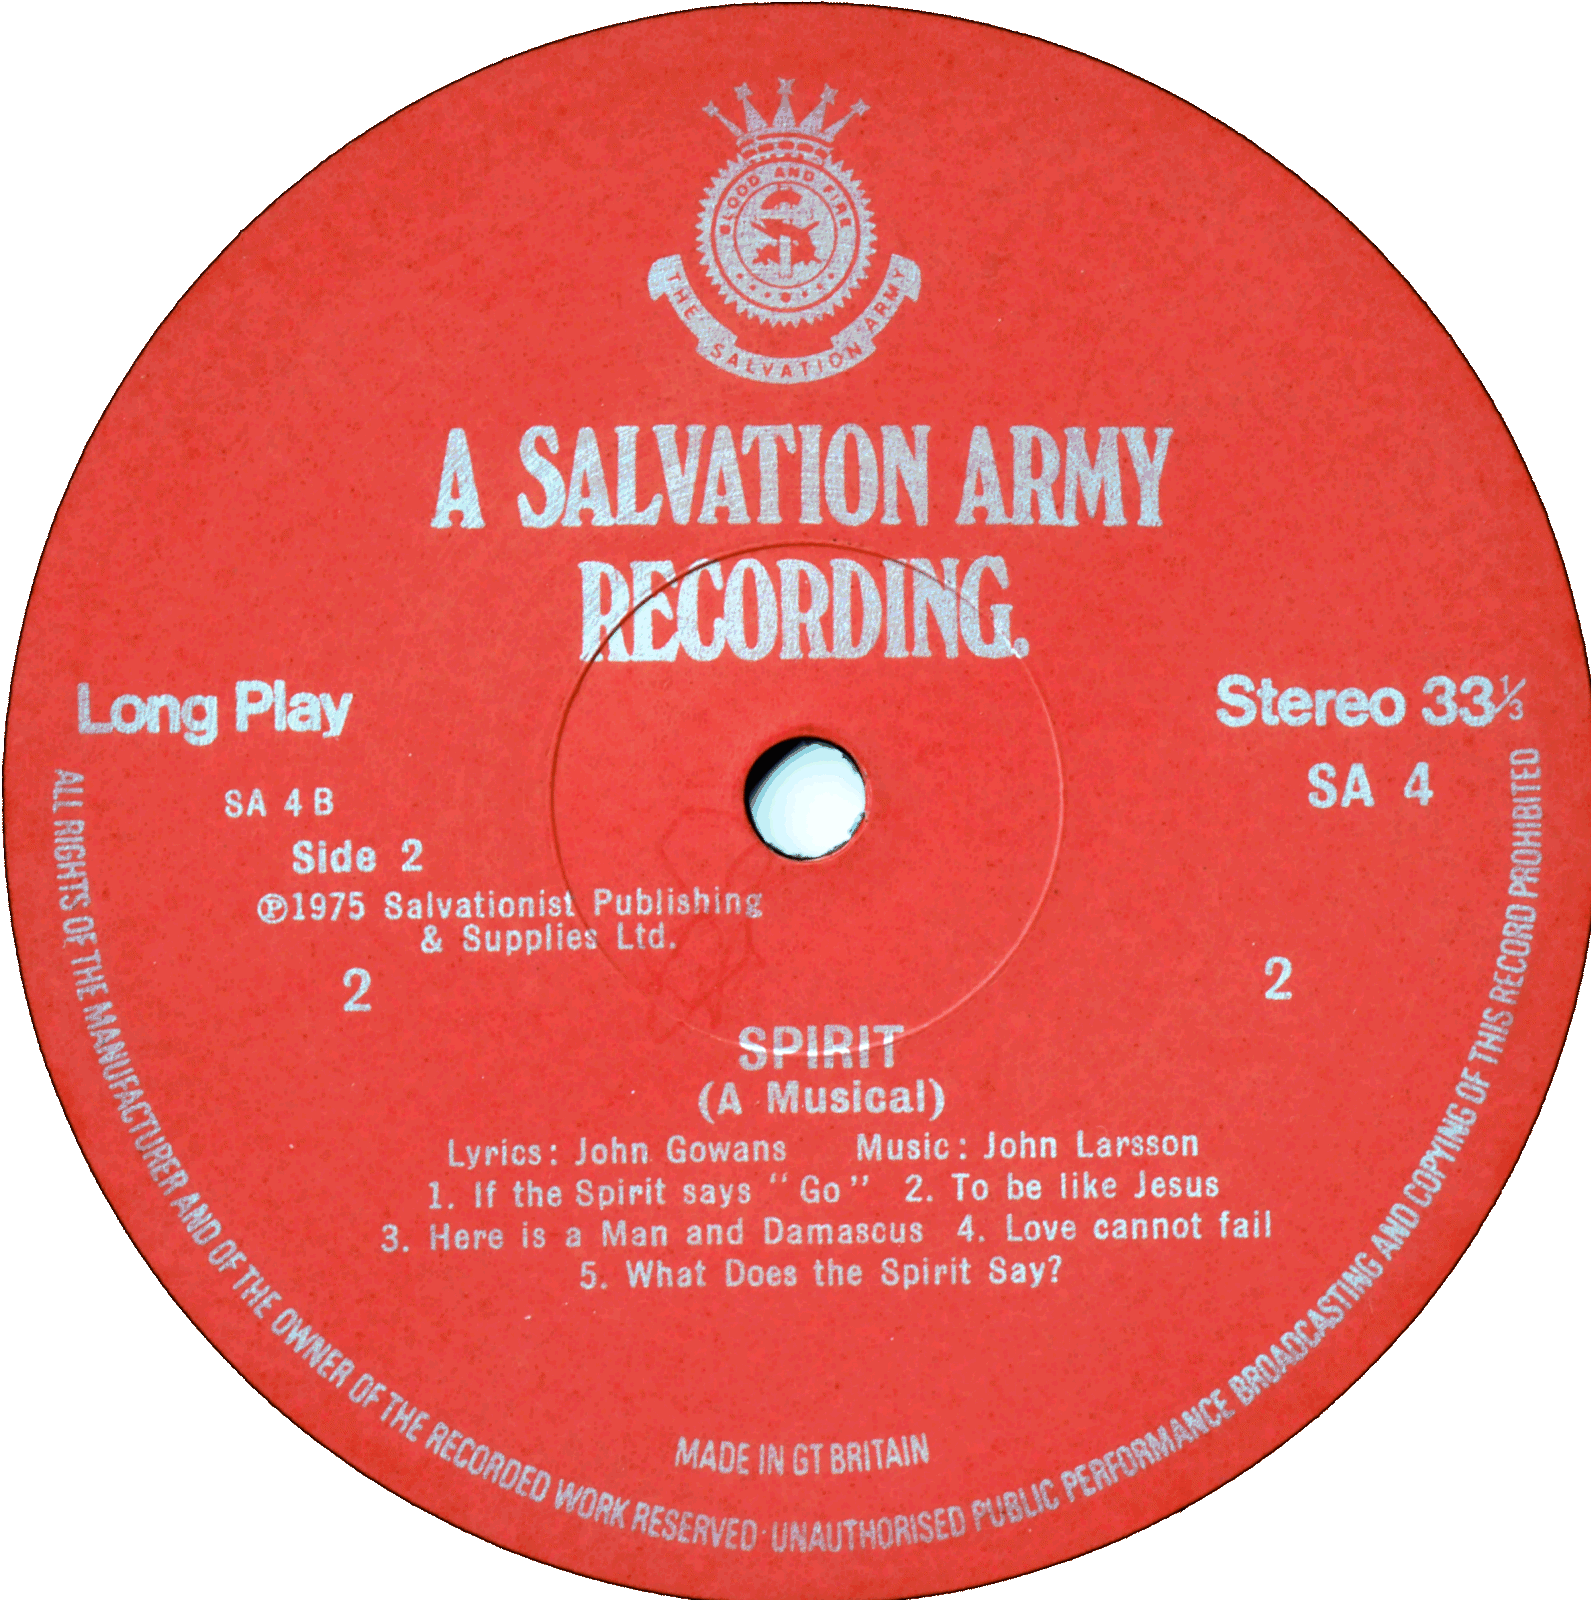 BLOOD AND FIRE
THE SALVATION ARMY
A SALVATION ARMY
RECORDING.
Long Play
Stereo 33⅓
SA 4
SA 4 B
Side 2
℗1975 Salvationist Publishing
& Supplies Ltd.
2
2
SPIRIT
(A Musical)
Lyrics: John Gowans Music: John Larsson
1. If the Spirit says "Go" 2. To be like Jesus
3. Here is a Man and Damascus 4. Love cannot fail
5. What Does the Spirit Say?
MADE IN GT BRITAIN
ALL RIGHTS OF THE MANUFACTURER AND OF THE OWNER OF THE RECORDED WORK RESERVED · UNAUTHORISED PUBLIC PERFORMANCE BROADCASTING AND COPYING OF THIS RECORD PROHIBITED